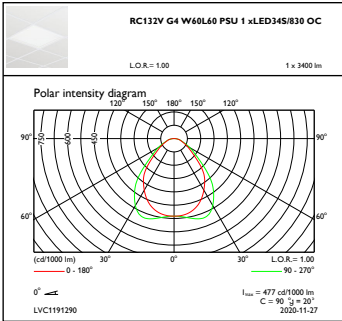 RC132V G4 W60L60 PSU 1 xLED34S/830 OC
L.O.R.= 1.00 1 x 3400 lm
Polar intensity diagram
120° 150° 180° 150° 120°
90° 750 600 450 90°
60° 60°
(cd/1000 lm) 30° 0° 30° L.O.R.= 1.00
0 - 180° 90 - 270°
0° Imax = 477 cd/1000 lm
C = 90 °g = 20°
LVC1191290 2020-11-27